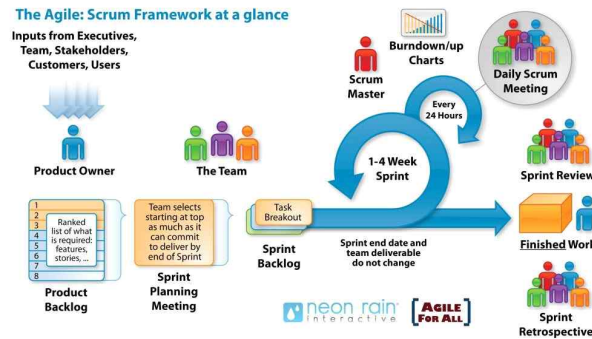 The Agile: Scrum Framework at a glance
Inputs from Executives,
Team, Stakeholders,
Customers, Users
Product Owner
The Team
Scrum
Master
Burndown/up
Charts
Every
24 Hours
Daily Scrum
Meeting
1-4 Week
Sprint
Sprint Review
1
2
3
4
5
6
7
8
Ranked
list of what
is required:
features,
stories, ...
Product
Backlog
Team selects
starting at top
as much as it
can commit
to deliver by
end of Sprint
Sprint
Planning
Meeting
Task
Breakout
Sprint
Backlog
Sprint end date and
team deliverable
do not change
Finished Work
Sprint
Retrospective
neon rain
interactive
AGILE
FOR ALL